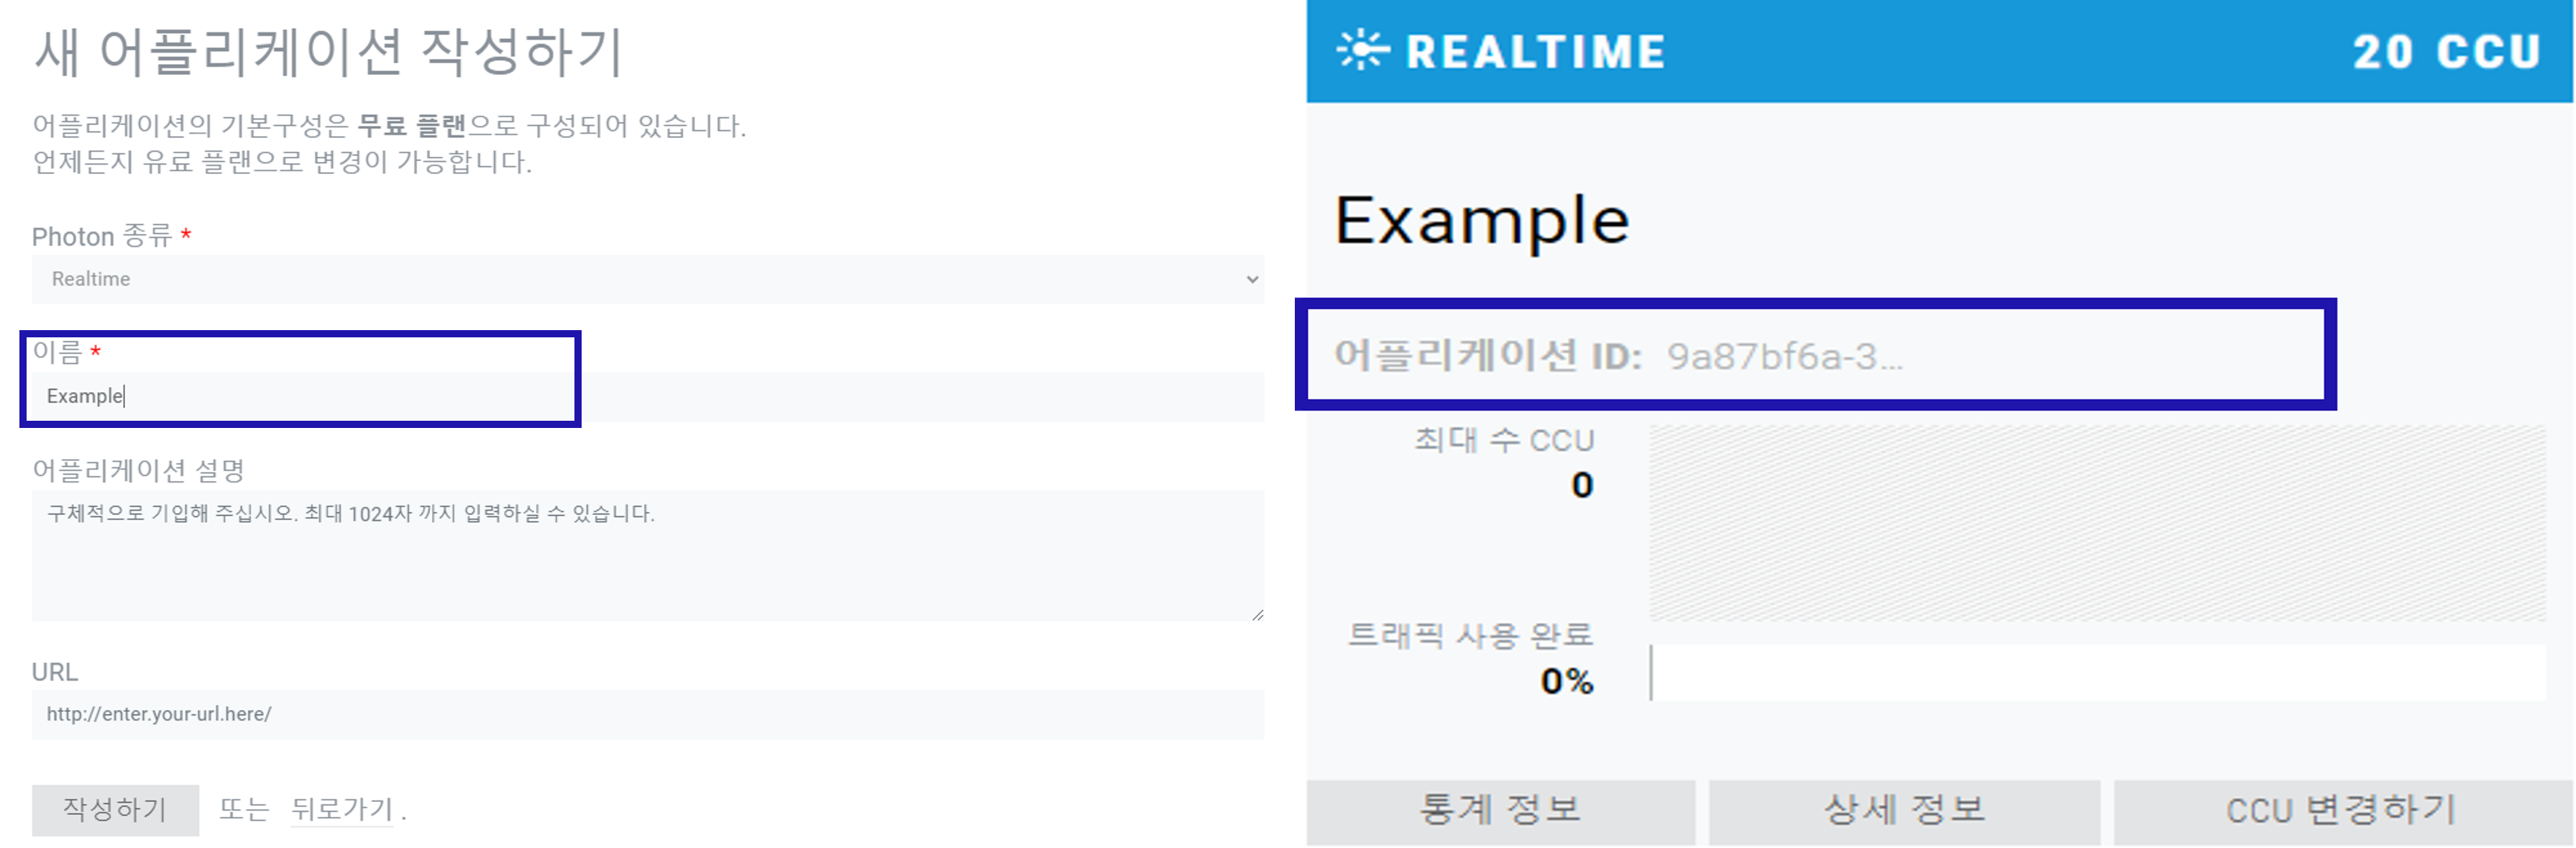 새 어플리케이션 작성하기
어플리케이션의 기본구성은 무료 플랜으로 구성되어 있습니다.
언제든지 유료 플랜으로 변경이 가능합니다.
Photon 종류 *
Realtime
이름 *
Example
어플리케이션 설명
구체적으로 기입해 주십시오. 최대 1024자 까지 입력하실 수 있습니다.
URL
http://enter.your-url.here/
작성하기 또는 뒤로가기 .
REALTIME 20 CCU
Example
어플리케이션 ID: 9a87bf6a-3...
최대 수 CCU
0
트래픽 사용 완료
0%
통계 정보 상세 정보 CCU 변경하기